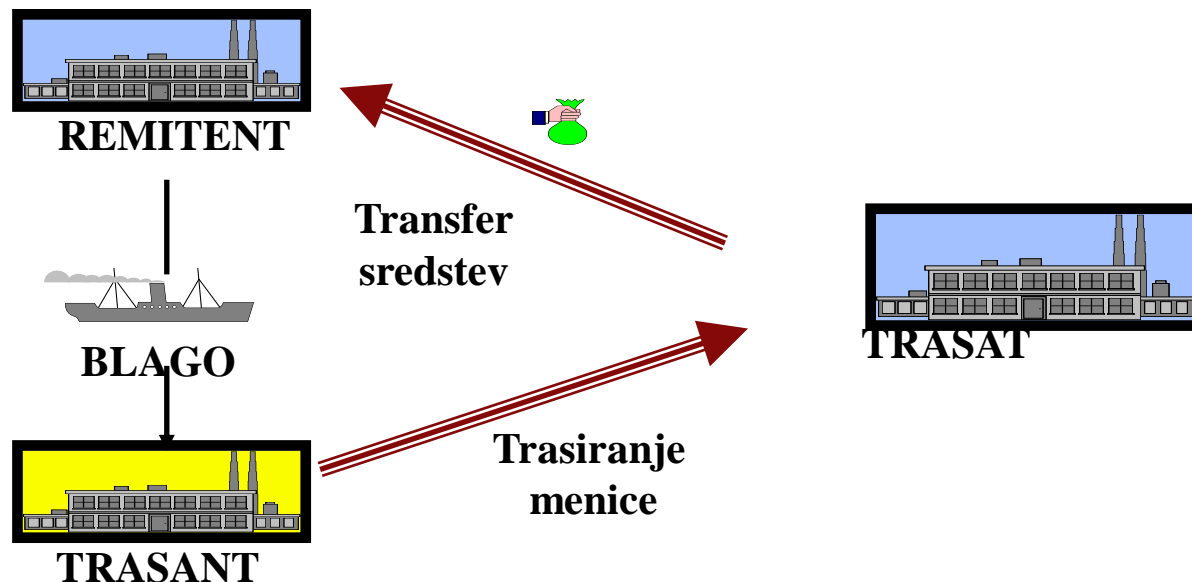 REMITENT
Transfer
sredstev
TRASAT
BLAGO
Trasiranje
menice
TRASANT